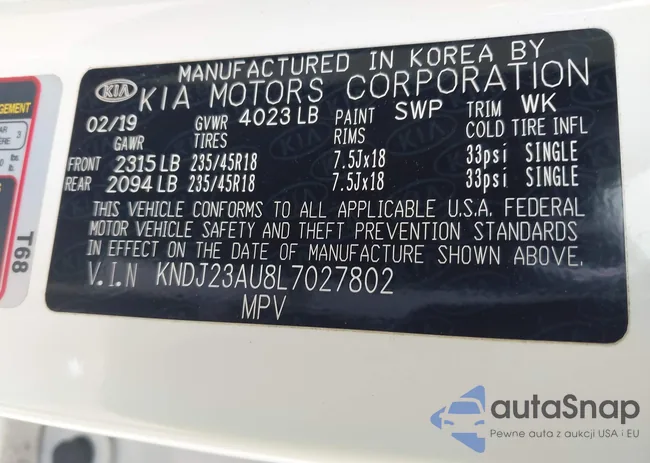 MANUFACTURED IN KOREA BY
KIA KIA MOTORS CORPORATION
02/19 GVWR 4023 LB PAINT SWP TRIM WK
GAWR TIRES RIMS COLD TIRE INFL
FRONT 2315 LB 235/45R18 7.5Jx18 33psi SINGLE
REAR 2094 LB 235/45R18 7.5Jx18 33psi SINGLE
THIS VEHICLE CONFORMS TO ALL APPLICABLE U.S.A. FEDERAL
MOTOR VEHICLE SAFETY AND THEFT PREVENTION STANDARDS
IN EFFECT ON THE DATE OF MANUFACTURE SHOWN ABOVE.
V.I.N KNDJ23AU8L7027802
MPV
T68
autaSnap
Pewne auta z aukcji USA i EU